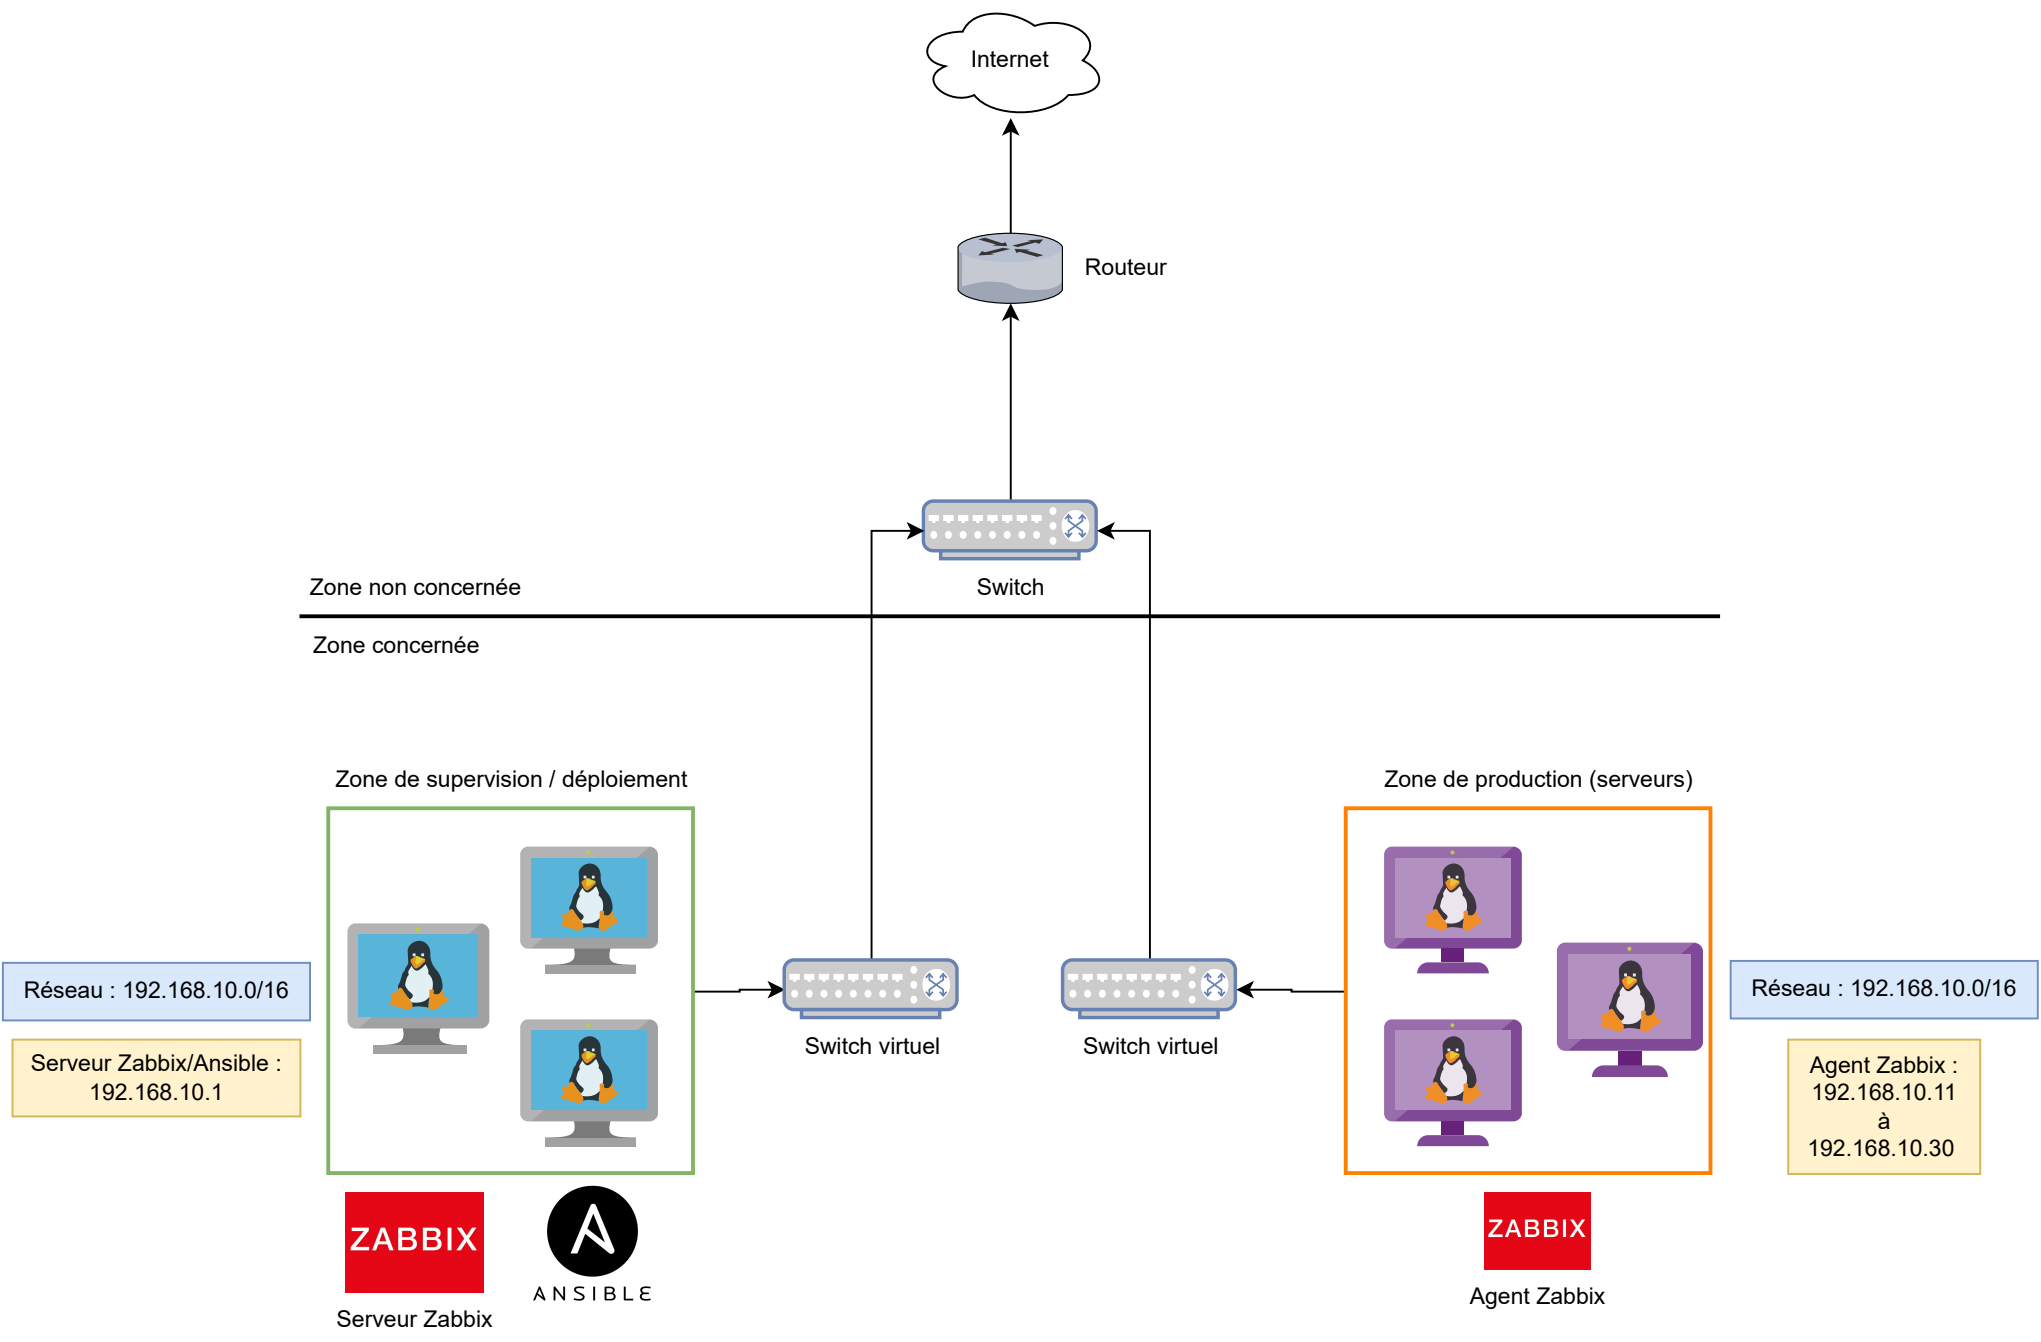 Internet
Routeur
Switch
Zone non concernée
Zone concernée
Zone de supervision / déploiement
Zone de production (serveurs)
Réseau : 192.168.10.0/16
Serveur Zabbix/Ansible :
192.168.10.1
Switch virtuel
Switch virtuel
Réseau : 192.168.10.0/16
Agent Zabbix :
192.168.10.11
à
192.168.10.30
ZABBIX
Serveur Zabbix
ANSIBLE
ZABBIX
Agent Zabbix